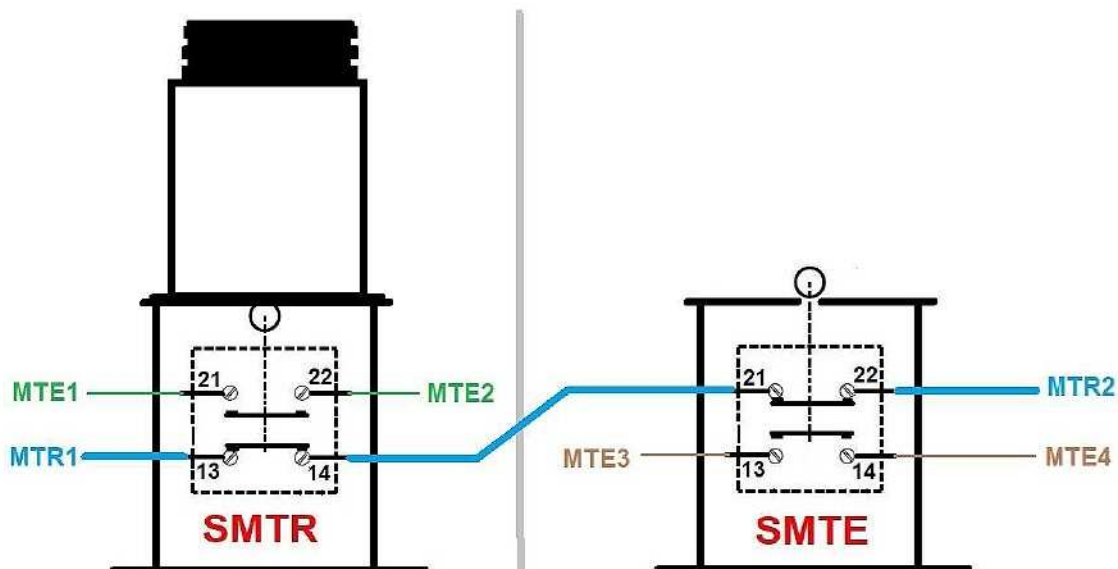 21 22
MTE1 MTE2
MTR1
13 14
SMTR
21 22
MTR2
MTE3 MTE4
13 14
SMTE